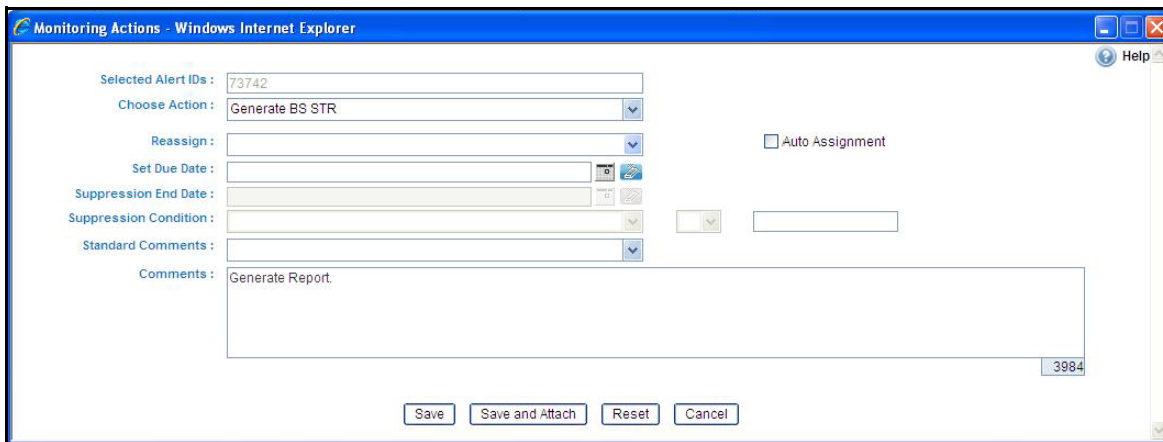 Monitoring Actions - Windows Internet Explorer
Help
Selected Alert IDs : 73742
Choose Action : Generate BS STR
Reassign : Auto Assignment
Set Due Date :
Suppression End Date :
Suppression Condition :
Standard Comments :
Comments : Generate Report.
3984
Save Save and Attach Reset Cancel